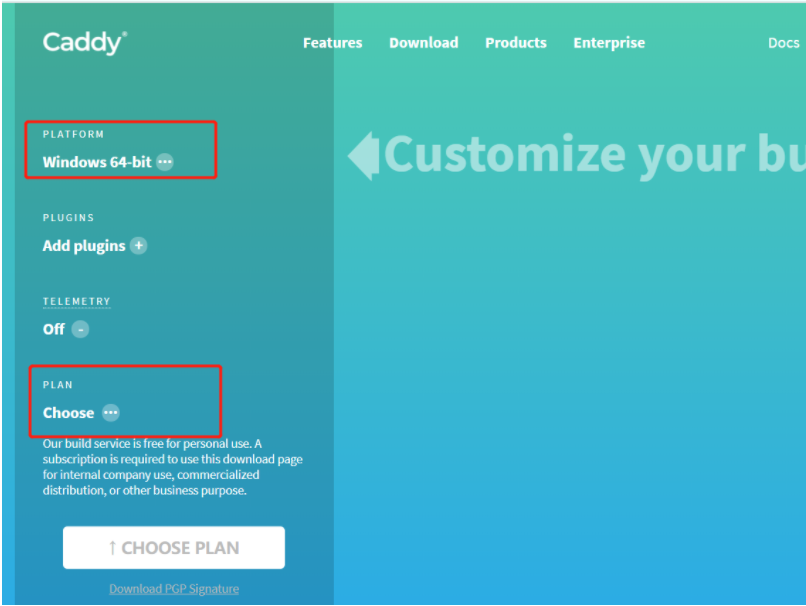 Caddy
Features Download Products Enterprise Docs
PLATFORM
Windows 64-bit
Customize your bu
PLUGINS
Add plugins +
TELEMETRY
Off -
PLAN
Choose
Our build service is free for personal use. A
subscription is required to use this download page
for internal company use, commercialized
distribution, or other business purpose.
↑ CHOOSE PLAN
Download PGP Signature